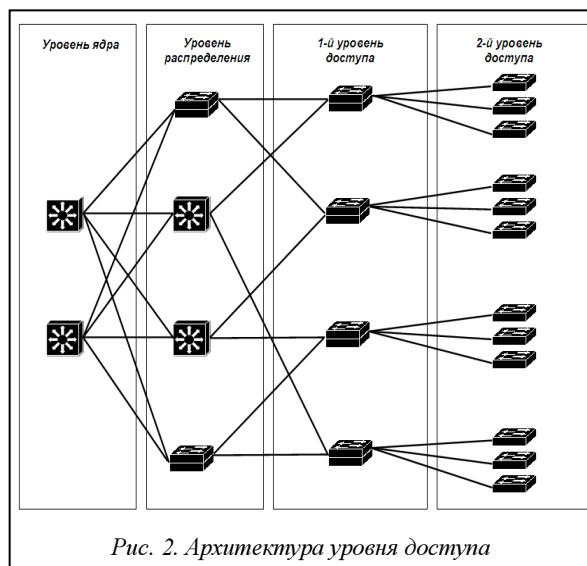 Уровень ядра
Уровень
распределения
1-й уровень
доступа
2-й уровень
доступа
Рис. 2. Архитектура уровня доступа